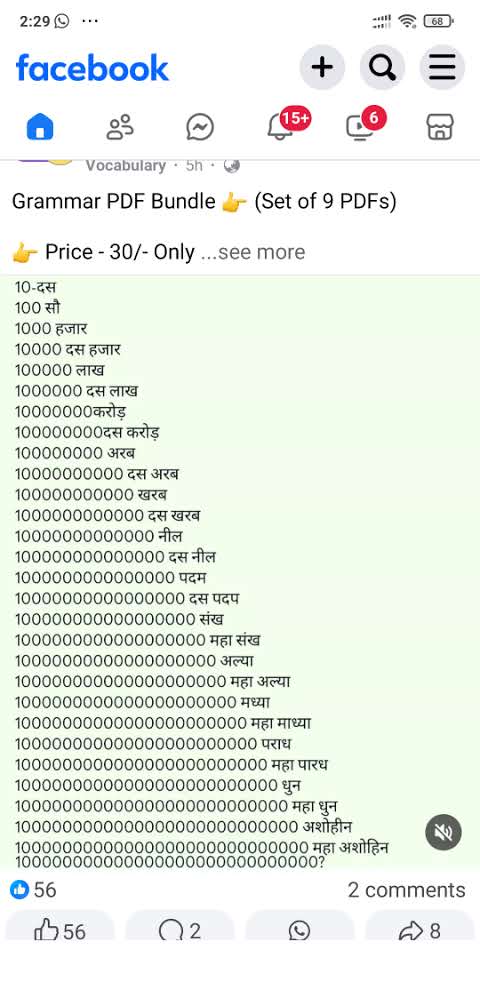 2:29 ...
68
facebook
15+ 6
Vocabulary · 5h ·
Grammar PDF Bundle 👉 (Set of 9 PDFs)
👉 Price - 30/- Only ...see more
10-दस
100 सौ
1000 हजार
10000 दस हजार
100000 लाख
1000000 दस लाख
10000000करोड़
100000000दस करोड़
100000000 अरब
10000000000 दस अरब
100000000000 खरब
1000000000000 दस खरब
10000000000000 नील
100000000000000 दस नील
1000000000000000 पदम
10000000000000000 दस पदप
100000000000000000 संख
1000000000000000000 महा संख
10000000000000000000 अल्या
100000000000000000000 महा अल्या
1000000000000000000000 मध्या
10000000000000000000000 महा माध्या
100000000000000000000000 पराध
1000000000000000000000000 महा पारध
10000000000000000000000000 धुन
100000000000000000000000000 महा धुन
1000000000000000000000000000 अशोहीन
10000000000000000000000000000 महा अशोहिन
100000000000000000000000000000?
56 2 comments
56 2 8